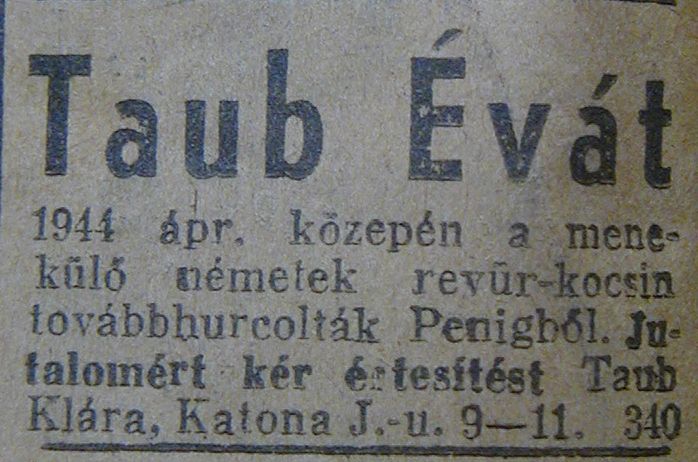 Taub Évát
1944 ápr. közepén a mene-
külő németek revür-kocsin
továbbhurcolták Penigből. Ju-
talomért kér értesítést Taub
Klára, Katona J.-u. 9—11. 340